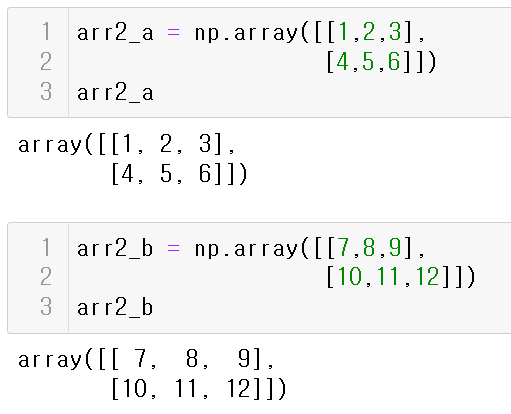 1 arr2_a = np.array([[1,2,3],
2 [4,5,6]])
3 arr2_a
array([[1, 2, 3],
[4, 5, 6]])
1 arr2_b = np.array([[7,8,9],
2 [10,11,12]])
3 arr2_b
array([[ 7, 8, 9],
[10, 11, 12]])